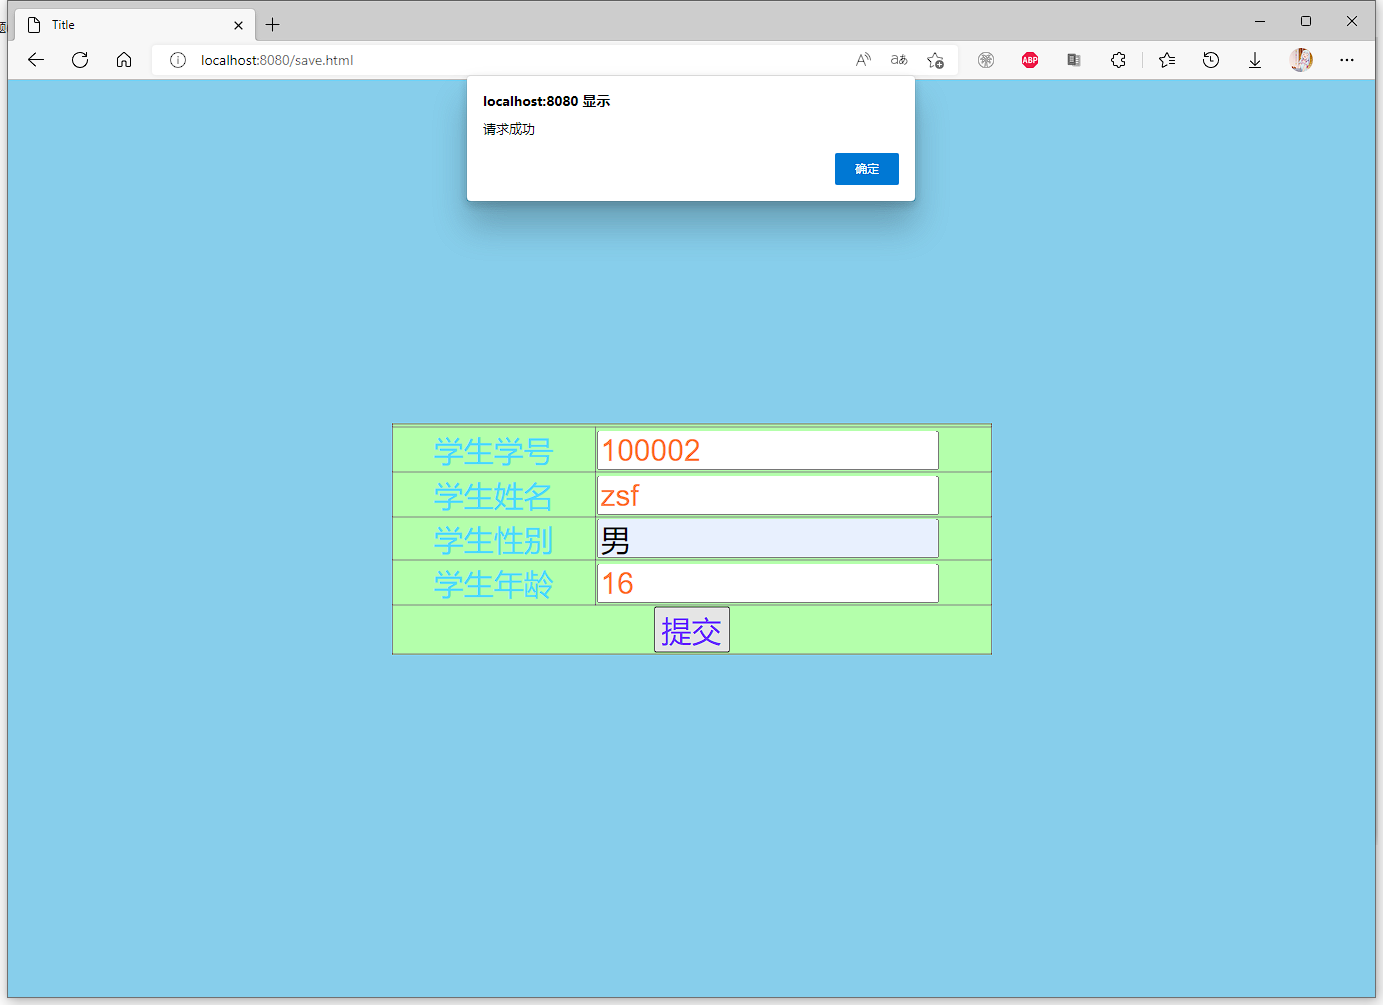 Title
localhost:8080/save.html
ABP
localhost:8080 显示
请求成功
确定
学生学号 100002
学生姓名 zsf
学生性别 男
学生年龄 16
提交